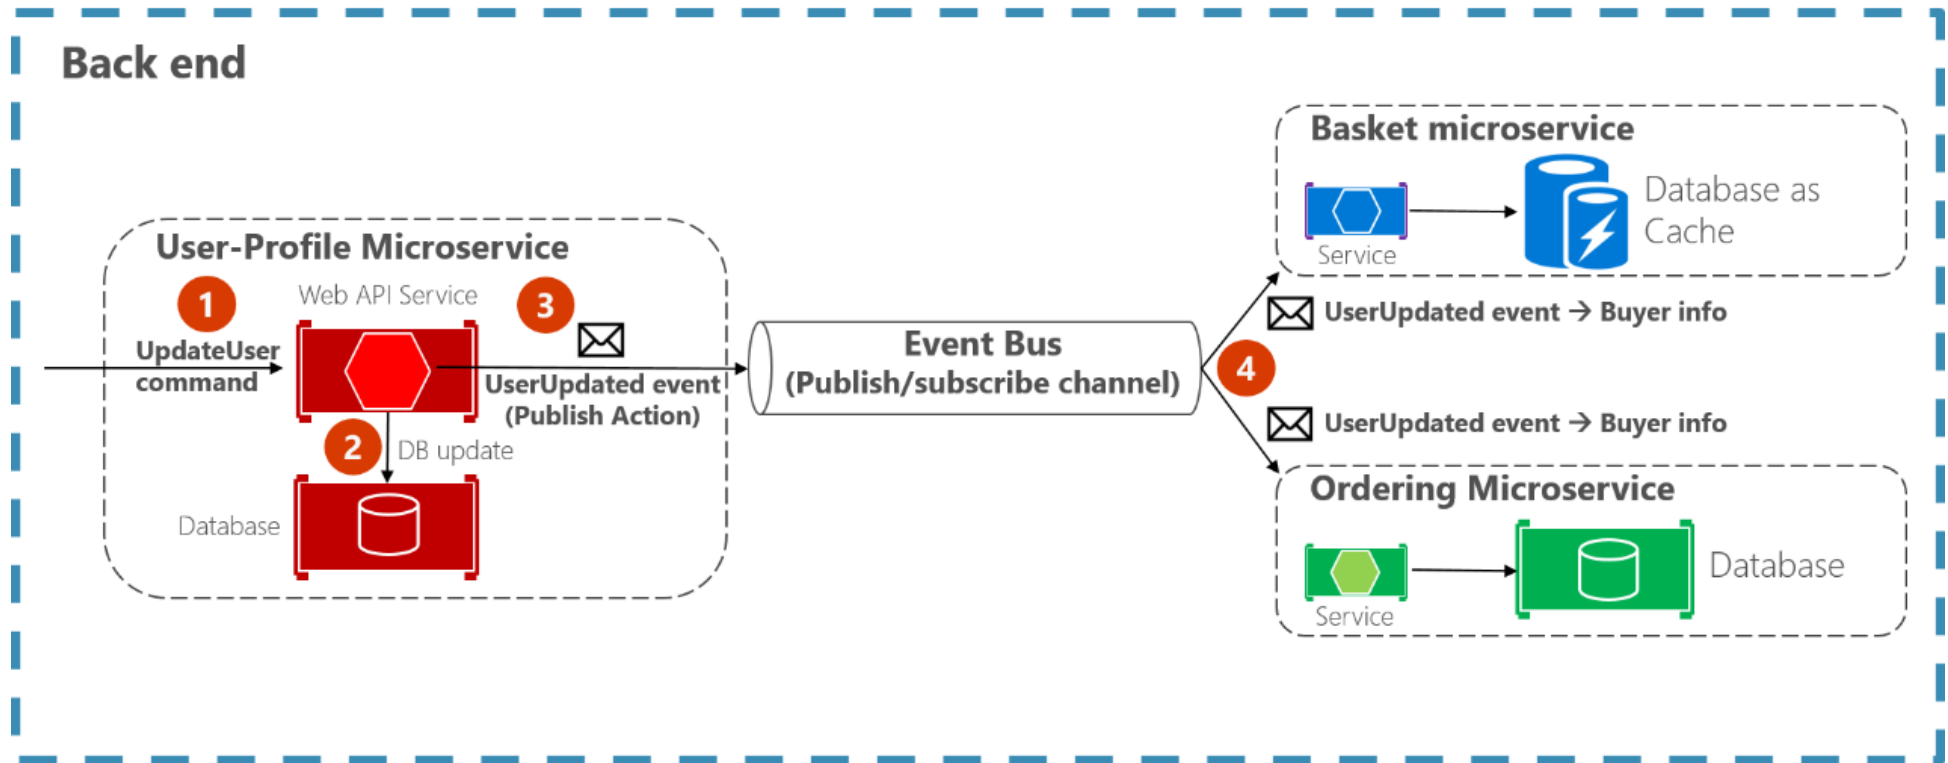 Back end
User-Profile Microservice
1
Web API Service
3
UpdateUser
command
UserUpdated event
(Publish Action)
2
DB update
Database
Event Bus
(Publish/subscribe channel)
4
Basket microservice
Database as
Cache
Service
UserUpdated event → Buyer info
UserUpdated event → Buyer info
Ordering Microservice
Database
Service